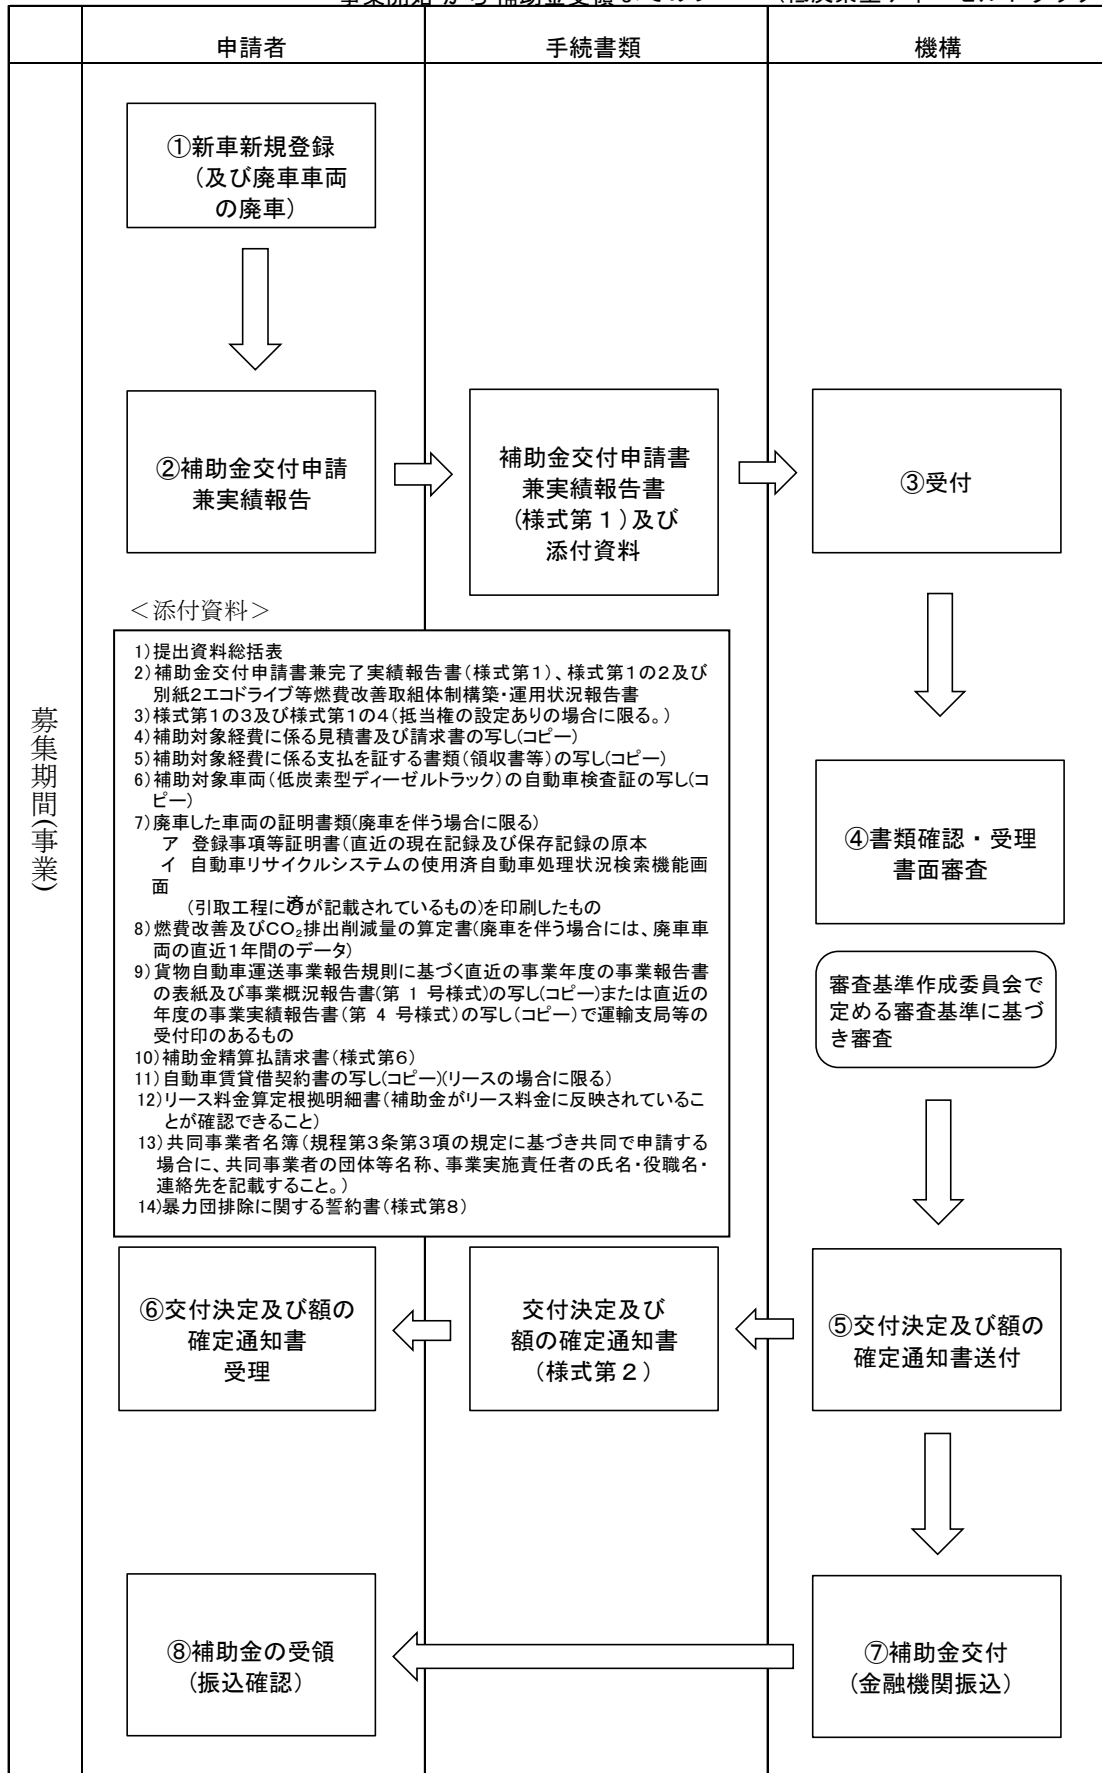 申請者
手続書類
機構
募集期間(事業)
①新車新規登録
(及び廃車車両
の廃車)
②補助金交付申請
兼実績報告
補助金交付申請書
兼実績報告書
(様式第１)及び
添付資料
③受付
＜添付資料＞
1)提出資料総括表
2)補助金交付申請書兼完了実績報告書(様式第1)、様式第1の2及び
別紙2エコドライブ等燃費改善取組体制構築・運用状況報告書
3)様式第1の3及び様式第1の4(抵当権の設定ありの場合に限る。)
4)補助対象経費に係る見積書及び請求書の写し(コピー)
5)補助対象経費に係る支払を証する書類(領収書等)の写し(コピー)
6)補助対象車両(低炭素型ディーゼルトラック)の自動車検査証の写し(コ
ピー)
7)廃車した車両の証明書類(廃車を伴う場合に限る)
ア 登録事項等証明書(直近の現在記録及び保存記録の原本
イ 自動車リサイクルシステムの使用済自動車処理状況検索機能画
面
(引取工程に済が記載されているもの)を印刷したもの
8)燃費改善及びCO₂排出削減量の算定書(廃車を伴う場合には、廃車車
両の直近1年間のデータ)
9)貨物自動車運送事業報告規則に基づく直近の事業年度の事業報告書
の表紙及び事業概況報告書(第 1 号様式)の写し(コピー)または直近の
年度の事業実績報告書(第 4 号様式)の写し(コピー)で運輸支局等の
受付印のあるもの
10)補助金精算払請求書(様式第6)
11)自動車賃貸借契約書の写し(コピー)(リースの場合に限る)
12)リース料金算定根拠明細書(補助金がリース料金に反映されているこ
とが確認できること)
13)共同事業者名簿(規程第3条第3項の規定に基づき共同で申請する
場合に、共同事業者の団体等名称、事業実施責任者の氏名・役職名・
連絡先を記載すること。)
14)暴力団排除に関する誓約書(様式第8)
④書類確認・受理
書面審査
審査基準作成委員会で
定める審査基準に基づ
き審査
⑥交付決定及び額の
確定通知書
受理
交付決定及び
額の確定通知書
(様式第２)
⑤交付決定及び額の
確定通知書送付
⑧補助金の受領
(振込確認)
⑦補助金交付
(金融機関振込)